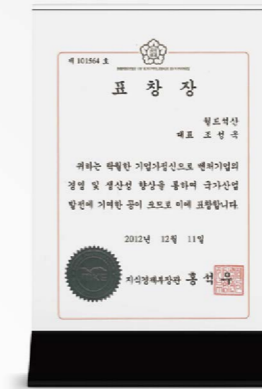 제 101564 호
표 창 장
월드석산
대표 조성옥
귀하는 탁월한 기업가정신으로 벤처기업의
경영 및 생산성 향상을 통하여 국가산업
발전에 기여한 공이 크므로 이에 표창합니다.
2012년 12월 11일
지식경제부장관 홍 석 우